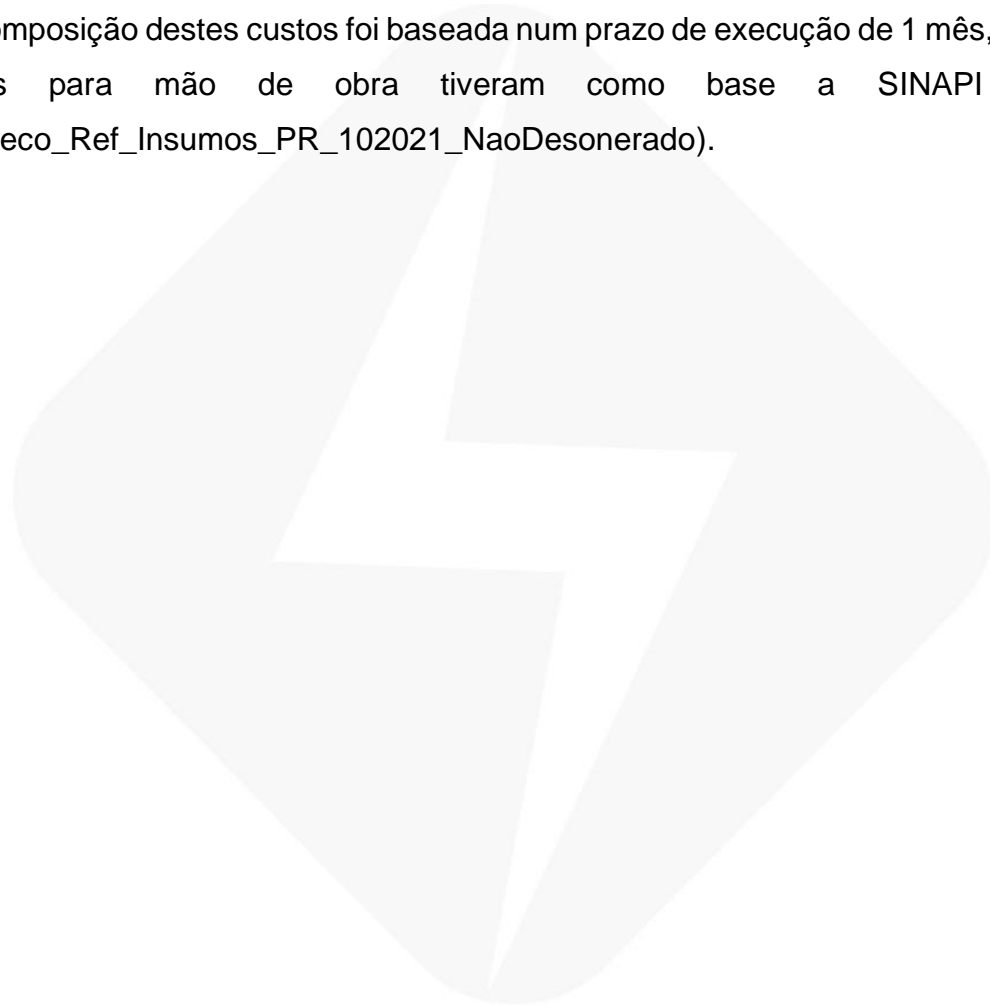 omposição destes custos foi baseada num prazo de execução de 1 mês,
s para mão de obra tiveram como base a SINAPI
eco_Ref_Insumos_PR_102021_NaoDesonerado).